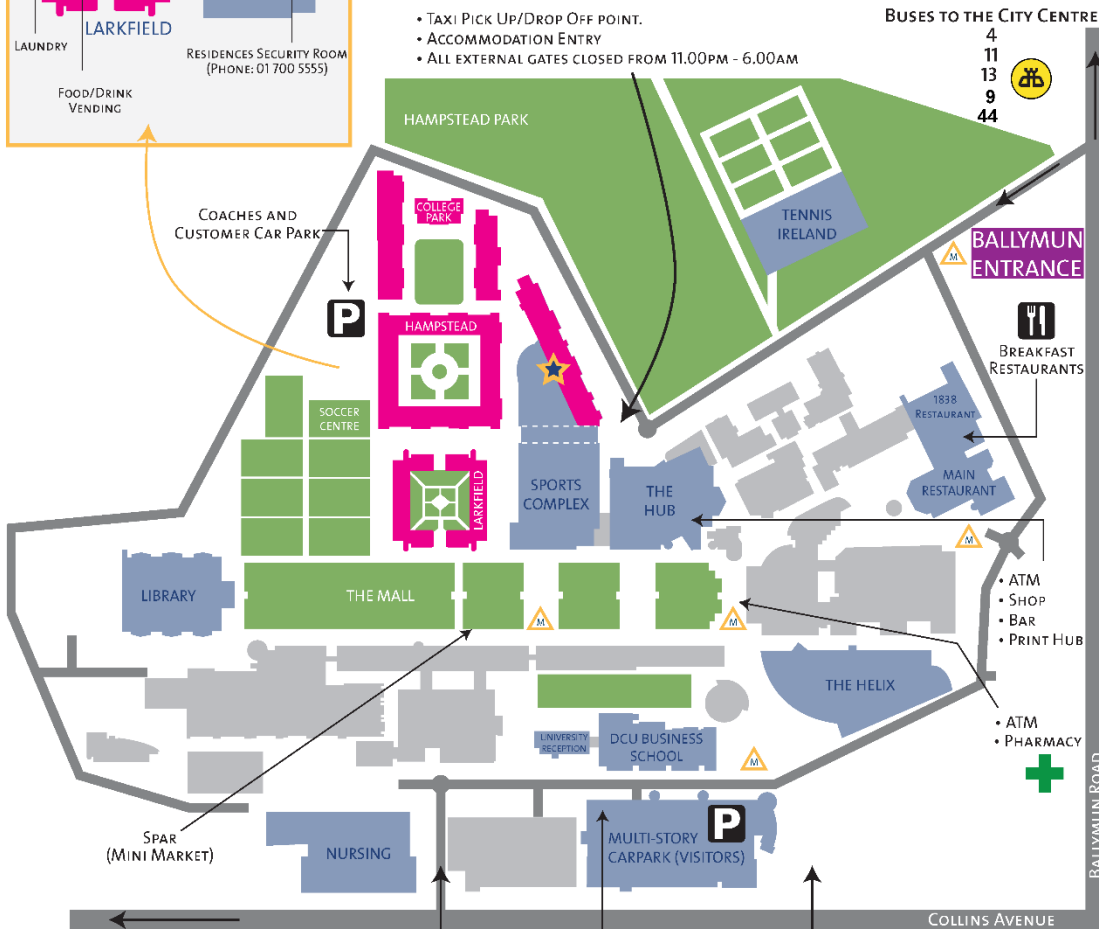 LARKFIELD
LAUNDRY
RESIDENCES SECURITY ROOM
(PHONE: 01 700 5555)
FOOD/DRINK
VENDING
• TAXI PICK UP/DROP OFF POINT.
• ACCOMMODATION ENTRY
• ALL EXTERNAL GATES CLOSED FROM 11.00PM - 6.00AM
BUSES TO THE CITY CENTRE
4
11
13
9
44
HAMPSTEAD PARK
COLLEGE
PARK
COACHES AND
CUSTOMER CAR PARK
P
TENNIS
IRELAND
M
BALLYMUN
ENTRANCE
HAMPSTEAD
BREAKFAST
RESTAURANTS
SOCCER
CENTRE
1838
RESTAURANT
MAIN
RESTAURANT
LARKFIELD
SPORTS
COMPLEX
THE
HUB
M
LIBRARY
THE MALL
M
M
• ATM
• SHOP
• BAR
• PRINT HUB
THE HELIX
• ATM
• PHARMACY
UNIVERSITY
RECEPTION
DCU BUSINESS
SCHOOL
M
SPAR
(MINI MARKET)
NURSING
MULTI-STORY
CARPARK (VISITORS)
P
BALLYMUN ROAD
COLLINS AVENUE